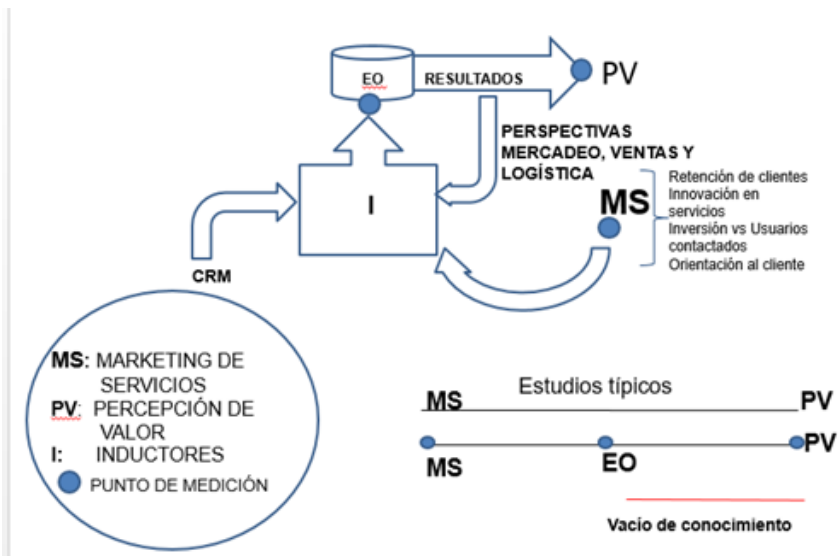 EO
RESULTADOS
PV
PERSPECTIVAS
MERCADEO, VENTAS Y
LOGÍSTICA
I
MS
Retención de clientes
Innovación en
servicios
Inversión vs Usuarios
contactados
Orientación al cliente
CRM
MS: MARKETING DE
SERVICIOS
PV: PERCEPCIÓN DE
VALOR
I: INDUCTORES
PUNTO DE MEDICIÓN
Estudios típicos
MS PV
MS EO PV
Vacío de conocimiento